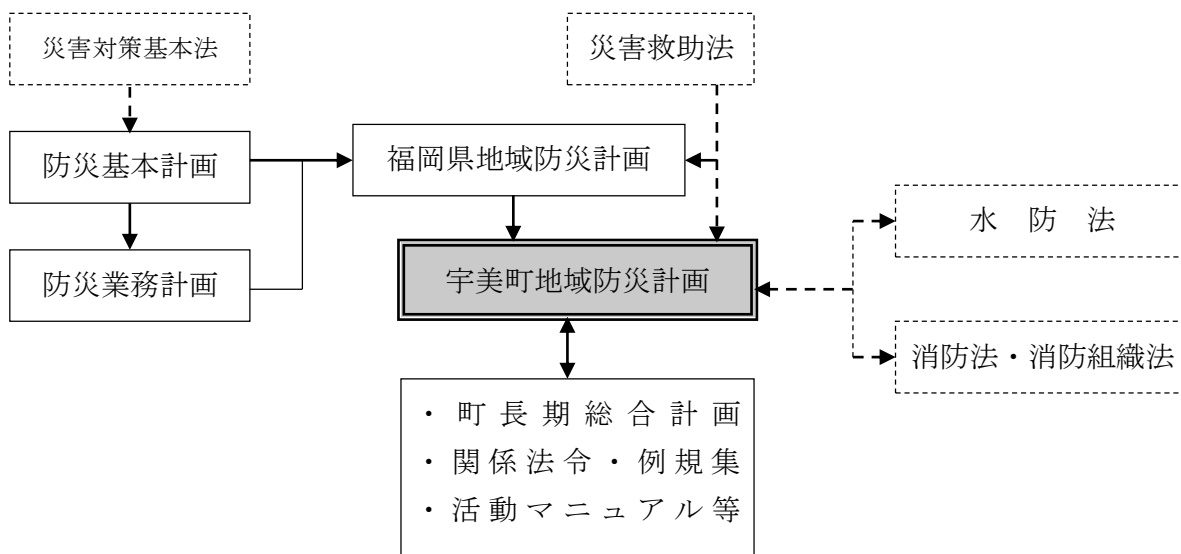 災害対策基本法
災害救助法
防災基本計画
福岡県地域防災計画
水防法
防災業務計画
宇美町地域防災計画
消防法・消防組織法
・町長期総合計画
・関係法令・例規集
・活動マニュアル等